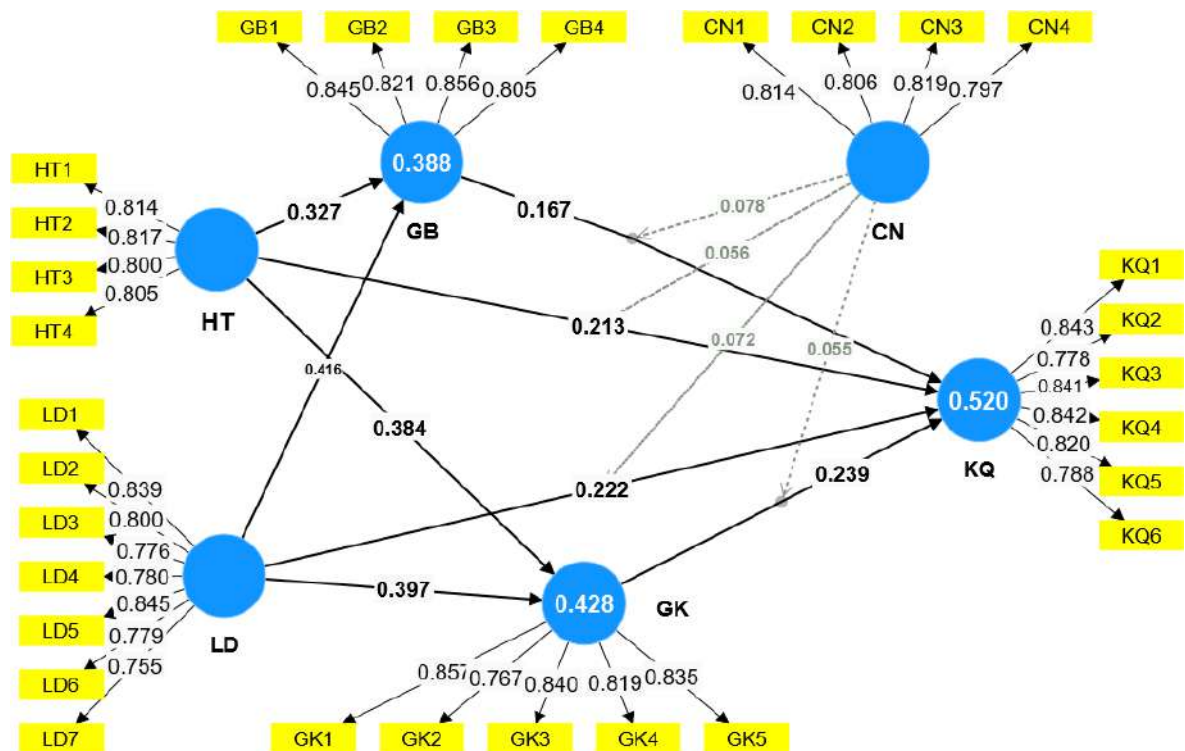 GB1 GB2 GB3 GB4
0.845 0.821 0.856 0.805
CN1 CN2 CN3 CN4
0.814 0.806 0.819 0.797
0.388
GB
CN
HT1
HT2
HT3
HT4
0.814
0.817
0.800
0.805
HT
0.327
0.167
0.078
0.056
0.213
0.072
0.055
0.416
0.384
0.222
0.239
0.397
KQ1
KQ2
KQ3
KQ4
KQ5
KQ6
0.843
0.778
0.841
0.842
0.820
0.788
0.520
KQ
LD1
LD2
LD3
LD4
LD5
LD6
LD7
0.839
0.800
0.776
0.780
0.845
0.779
0.755
LD
0.428
GK
0.857 0.767 0.840 0.819 0.835
GK1 GK2 GK3 GK4 GK5